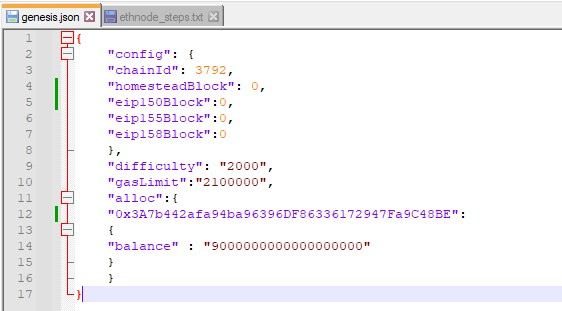 genesis.json ethnode_steps.txt
1 {
2 "config": {
3 "chainId": 3792,
4 "homesteadBlock": 0,
5 "eip150Block":0,
6 "eip155Block":0,
7 "eip158Block":0
8 },
9 "difficulty": "2000",
10 "gasLimit":"2100000",
11 "alloc":{
12 "0x3A7b442afa94ba96396DF86336172947Fa9C48BE":
13 {
14 "balance" : "9000000000000000000"
15 }
16 }
17 }